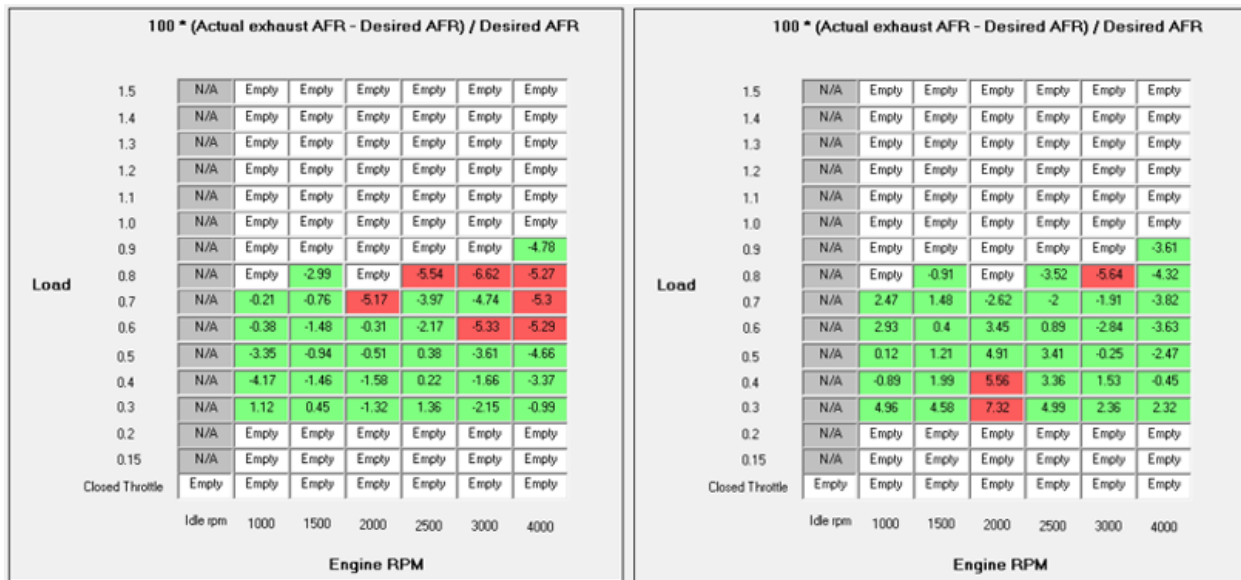 100 * (Actual exhaust AFR - Desired AFR) / Desired AFR
1.5 N/A Empty Empty Empty Empty Empty Empty
1.4 N/A Empty Empty Empty Empty Empty Empty
1.3 N/A Empty Empty Empty Empty Empty Empty
1.2 N/A Empty Empty Empty Empty Empty Empty
1.1 N/A Empty Empty Empty Empty Empty Empty
1.0 N/A Empty Empty Empty Empty Empty Empty
0.9 N/A Empty Empty Empty Empty Empty -4.78
Load
0.8 N/A Empty -2.99 Empty -5.54 -6.62 -5.27
0.7 N/A -0.21 -0.76 -5.17 -3.97 -4.74 -5.3
0.6 N/A -0.38 -1.48 -0.31 -2.17 -5.33 -5.29
0.5 N/A -3.35 -0.94 -0.51 0.38 -3.61 -4.66
0.4 N/A -4.17 -1.46 -1.58 0.22 -1.66 -3.37
0.3 N/A 1.12 0.45 -1.32 1.36 -2.15 -0.99
0.2 N/A Empty Empty Empty Empty Empty Empty
0.15 N/A Empty Empty Empty Empty Empty Empty
Closed Throttle Empty Empty Empty Empty Empty Empty Empty
Idle rpm 1000 1500 2000 2500 3000 4000
Engine RPM
100 * (Actual exhaust AFR - Desired AFR) / Desired AFR
1.5 N/A Empty Empty Empty Empty Empty Empty
1.4 N/A Empty Empty Empty Empty Empty Empty
1.3 N/A Empty Empty Empty Empty Empty Empty
1.2 N/A Empty Empty Empty Empty Empty Empty
1.1 N/A Empty Empty Empty Empty Empty Empty
1.0 N/A Empty Empty Empty Empty Empty Empty
0.9 N/A Empty Empty Empty Empty Empty -3.61
Load
0.8 N/A Empty -0.91 Empty -3.52 -5.64 -4.32
0.7 N/A 2.47 1.48 -2.62 -2 -1.91 -3.82
0.6 N/A 2.93 0.4 3.45 0.89 -2.84 -3.63
0.5 N/A 0.12 1.21 4.91 3.41 -0.25 -2.47
0.4 N/A -0.89 1.99 5.56 3.36 1.53 -0.45
0.3 N/A 4.96 4.58 7.32 4.99 2.36 2.32
0.2 N/A Empty Empty Empty Empty Empty Empty
0.15 N/A Empty Empty Empty Empty Empty Empty
Closed Throttle Empty Empty Empty Empty Empty Empty Empty
Idle rpm 1000 1500 2000 2500 3000 4000
Engine RPM